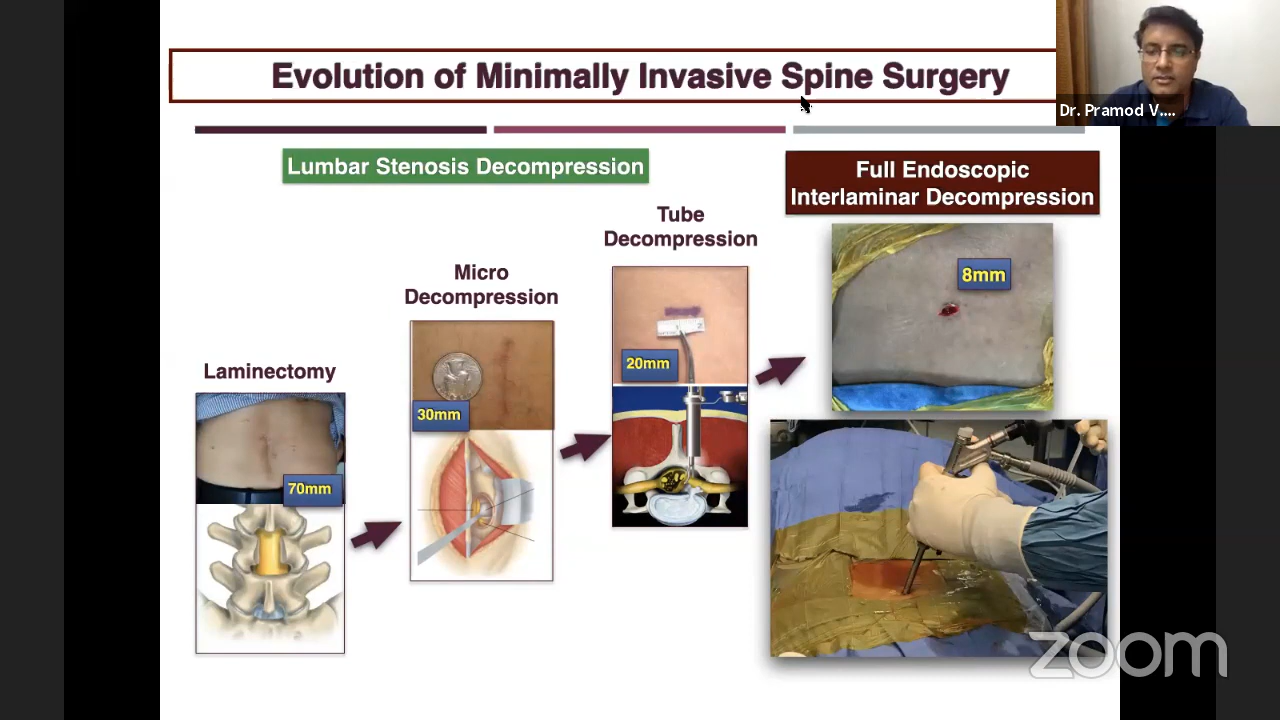 Evolution of Minimally Invasive Spine Surgery
Dr. Pramod V....
Lumbar Stenosis Decompression
Full Endoscopic
Interlaminar Decompression
Tube
Decompression
Micro
Decompression
Laminectomy
8mm
20mm
30mm
70mm
zoom